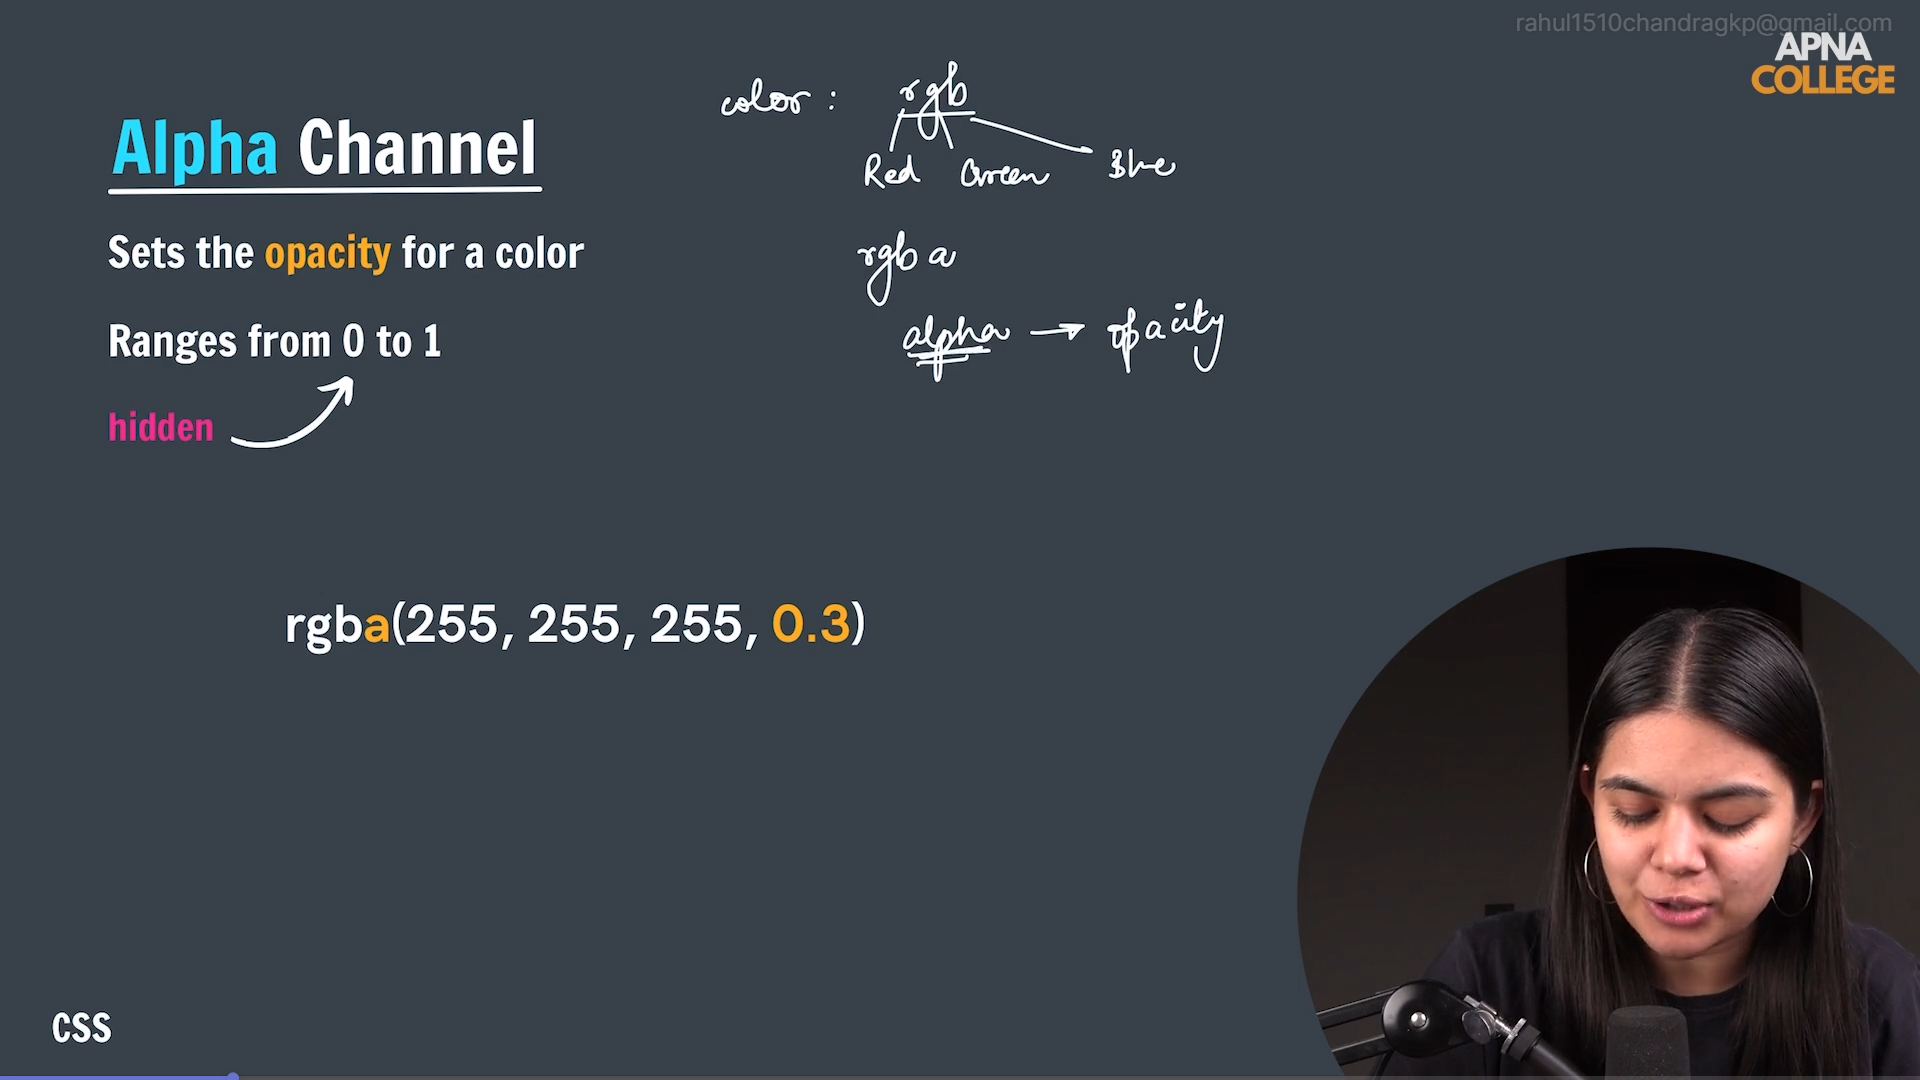 rahul1510chandragkp@gmail.com
APNA
COLLEGE
Alpha Channel
color : rgb
Red Green Blue
Sets the opacity for a color
rgb a
Ranges from 0 to 1
alpha → opacity
hidden
rgba(255, 255, 255, 0.3)
CSS